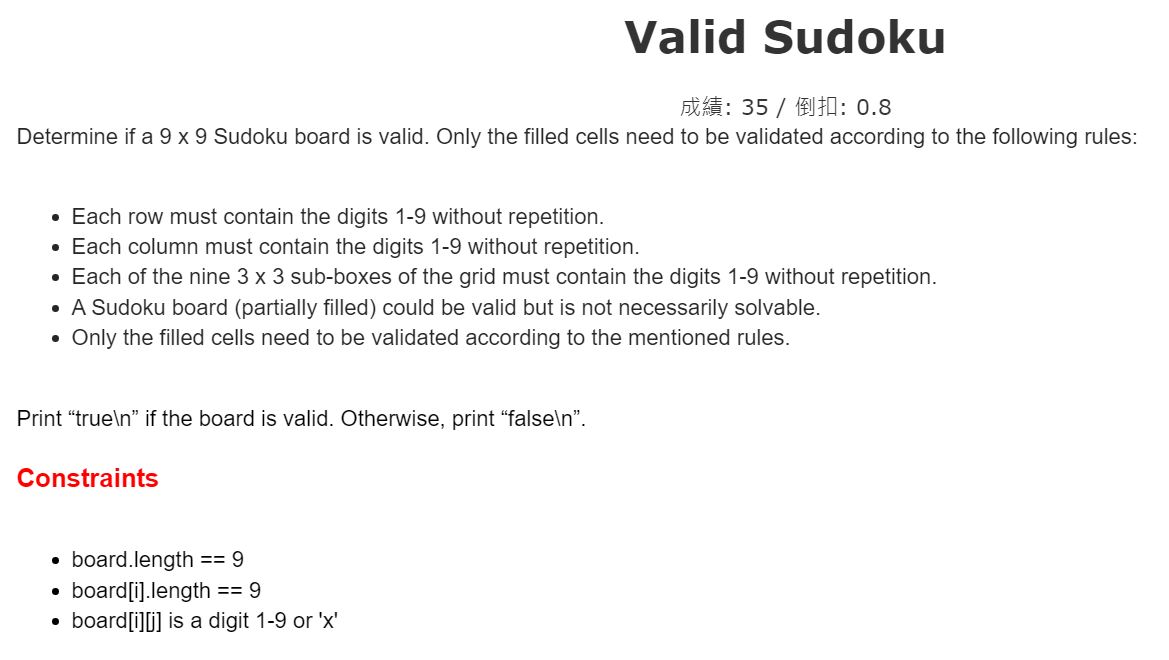 Valid Sudoku
成績: 35 / 倒扣: 0.8
Determine if a 9 x 9 Sudoku board is valid. Only the filled cells need to be validated according to the following rules:
• Each row must contain the digits 1-9 without repetition.
• Each column must contain the digits 1-9 without repetition.
• Each of the nine 3 x 3 sub-boxes of the grid must contain the digits 1-9 without repetition.
• A Sudoku board (partially filled) could be valid but is not necessarily solvable.
• Only the filled cells need to be validated according to the mentioned rules.
Print “true\n” if the board is valid. Otherwise, print “false\n”.
Constraints
• board.length == 9
• board[i].length == 9
• board[i][j] is a digit 1-9 or 'x'